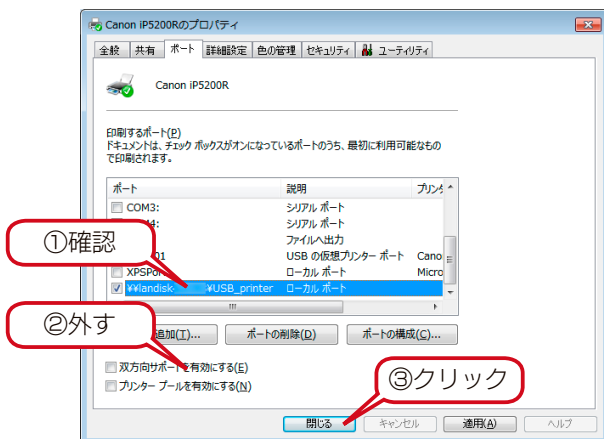 Canon iP5200Rのプロパティ
全般 共有 ポート 詳細設定 色の管理 セキュリティ ユーティリティ
Canon iP5200R
印刷するポート(P)
ドキュメントは、チェック ボックスがオンになっているポートのうち、最初に利用可能なもの
で印刷されます。
ポート 説明 プリンタ
COM3: シリアル ポート
4: シリアル ポート
ファイルへ出力
01 USB の仮想プリンター ポート Cano
XPSPor ローカル ポート Micro
¥¥landisk- ¥USB_printer ローカル ポート
①確認
追加(T)... ポートの削除(D) ポートの構成(C)...
②外す
双方向サポートを有効にする(E)
プリンター プールを有効にする(N)
③クリック
閉じる キャンセル 適用(A) ヘルプ